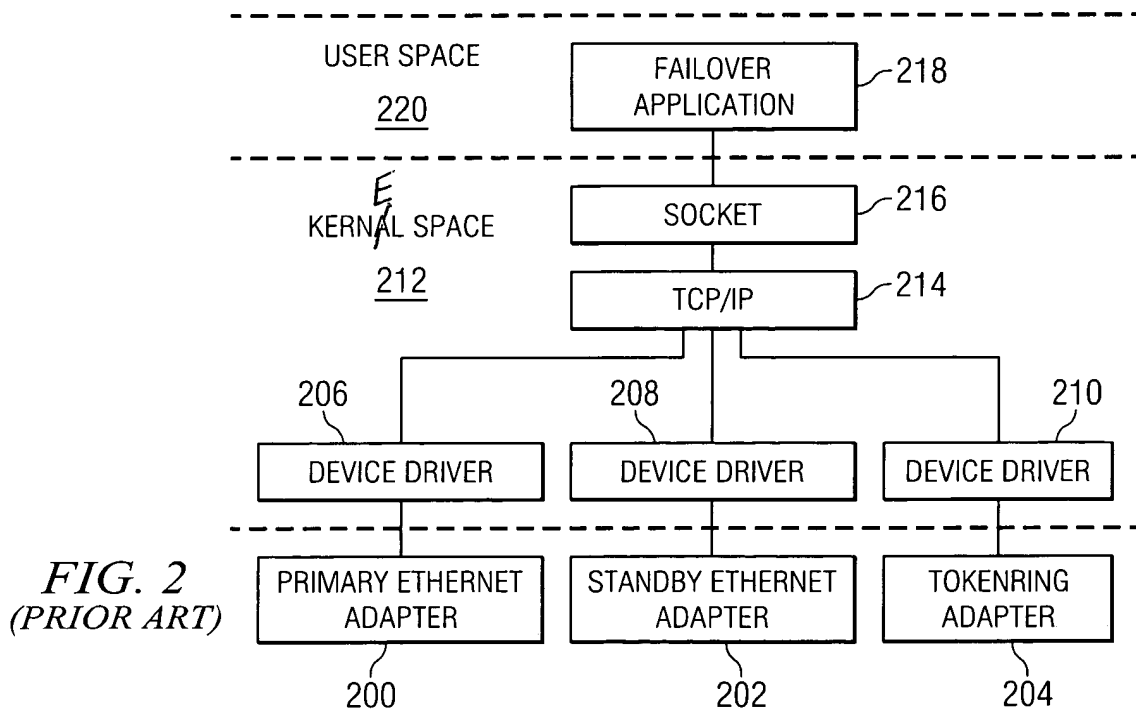 USER SPACE
220
FAILOVER
APPLICATION
218
E
KERNAL SPACE
212
SOCKET
216
TCP/IP
214
206
208
210
DEVICE DRIVER
DEVICE DRIVER
DEVICE DRIVER
FIG. 2
(PRIOR ART)
PRIMARY ETHERNET
ADAPTER
STANDBY ETHERNET
ADAPTER
TOKENRING
ADAPTER
200
202
204